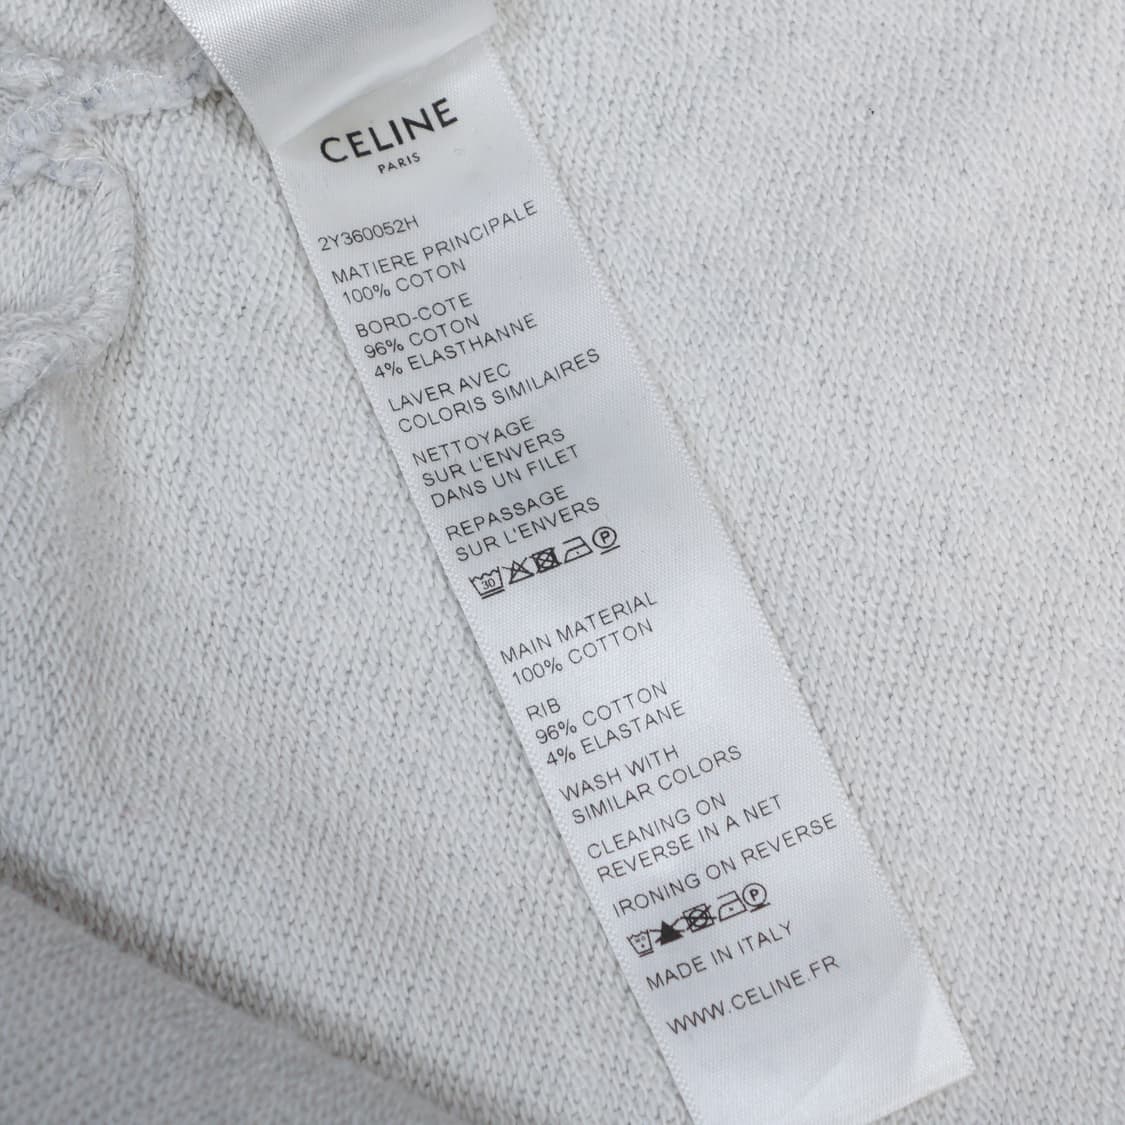 CELINE
PARIS
2Y360052H
MATIERE PRINCIPALE
100% COTON
BORD-COTE
96% COTON
4% ELASTHANNE
LAVER AVEC
COLORIS SIMILAIRES
NETTOYAGE
SUR L'ENVERS
DANS UN FILET
REPASSAGE
SUR L'ENVERS
30 P
MAIN MATERIAL
100% COTTON
RIB
96% COTTON
4% ELASTANE
WASH WITH
SIMILAR COLORS
CLEANING ON
REVERSE IN A NET
IRONING ON REVERSE
P
MADE IN ITALY
WWW.CELINE.FR